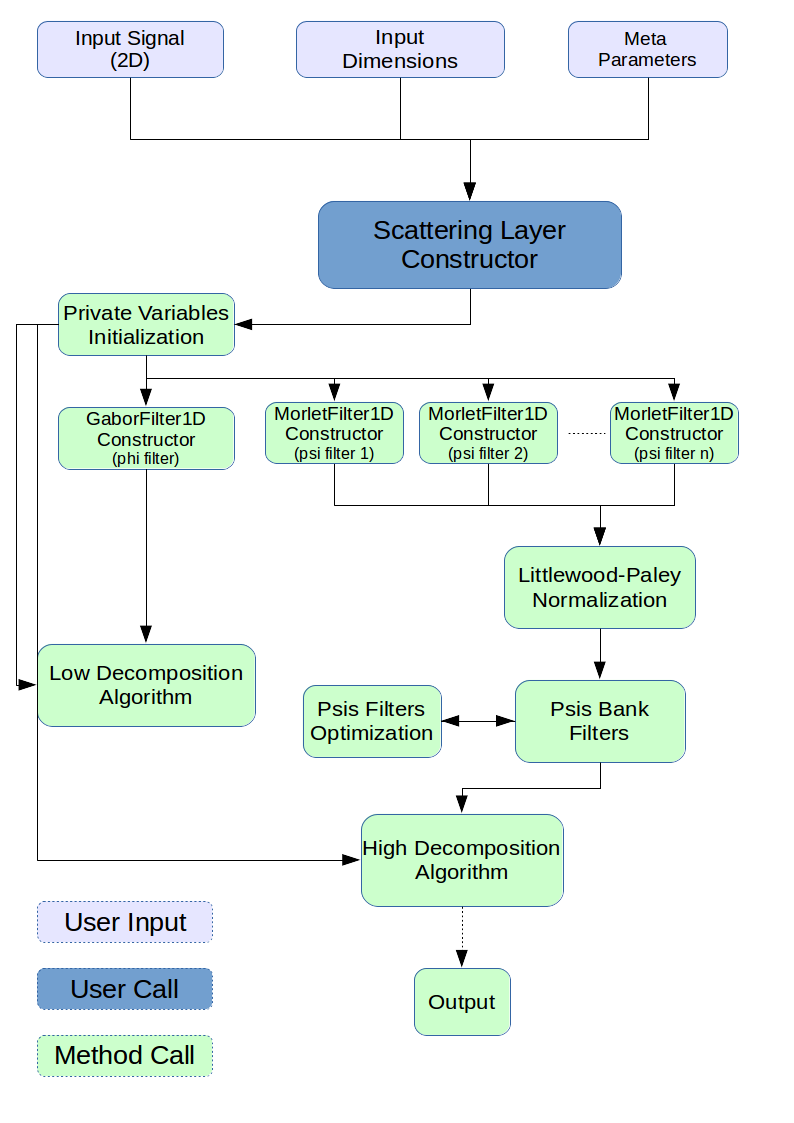 Input Signal
(2D)
Input
Dimensions
Meta
Parameters
Scattering Layer
Constructor
Private Variables
Initialization
GaborFilter1D
Constructor
(phi filter)
MorletFilter1D
Constructor
(psi filter 1)
MorletFilter1D
Constructor
(psi filter 2)
MorletFilter1D
Constructor
(psi filter n)
Littlewood-Paley
Normalization
Low Decomposition
Algorithm
Psis Filters
Optimization
Psis Bank
Filters
High Decomposition
Algorithm
User Input
User Call
Output
Method Call